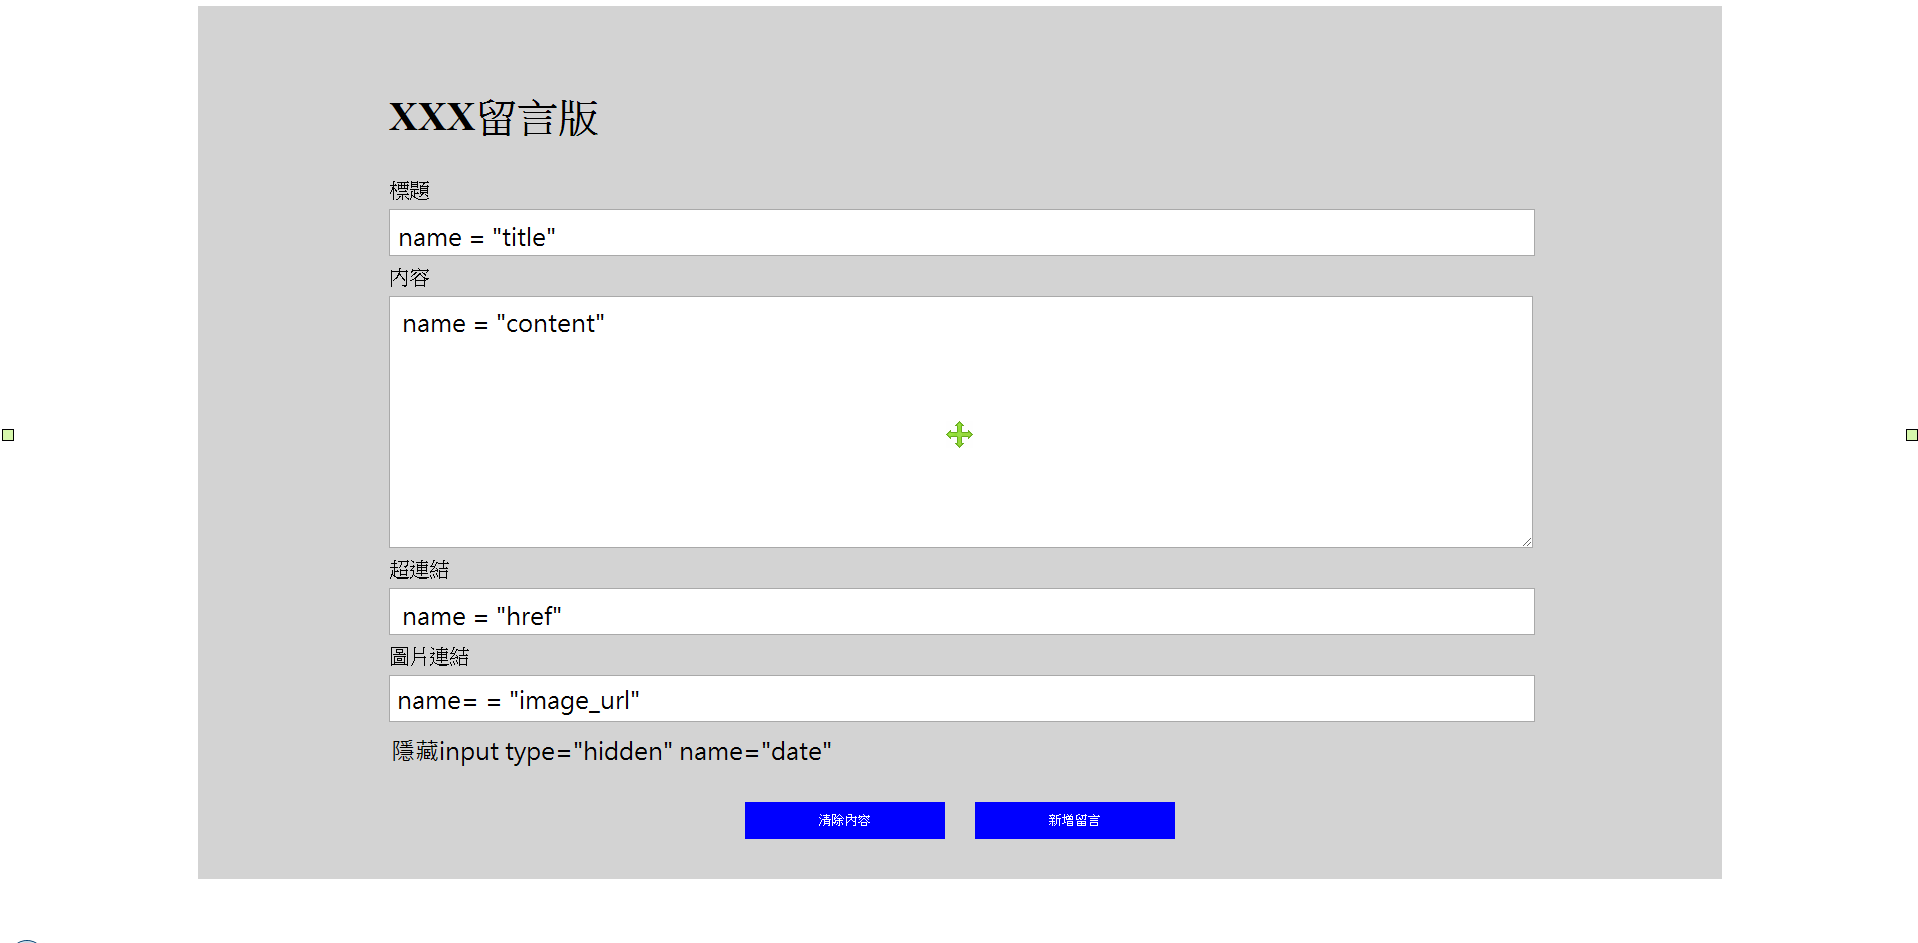 XXX留言版
標題
name = "title"
內容
name = "content"
超連結
name = "href"
圖片連結
name= = "image_url"
隱藏input type="hidden" name="date"
清除內容 新增留言